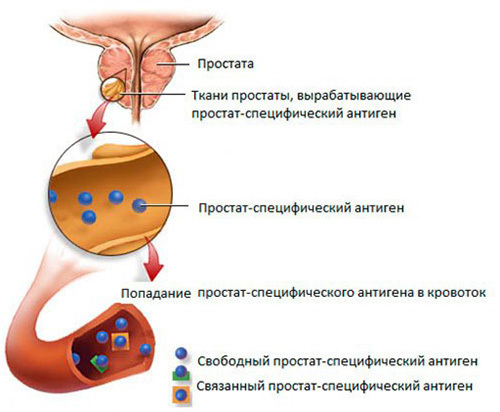 Простата
Ткани простаты, вырабатывающие
простат-специфический антиген
Простат-специфический антиген
Попадание простат-специфического антигена в кровоток
Свободный простат-специфический антиген
Связанный простат-специфический антиген